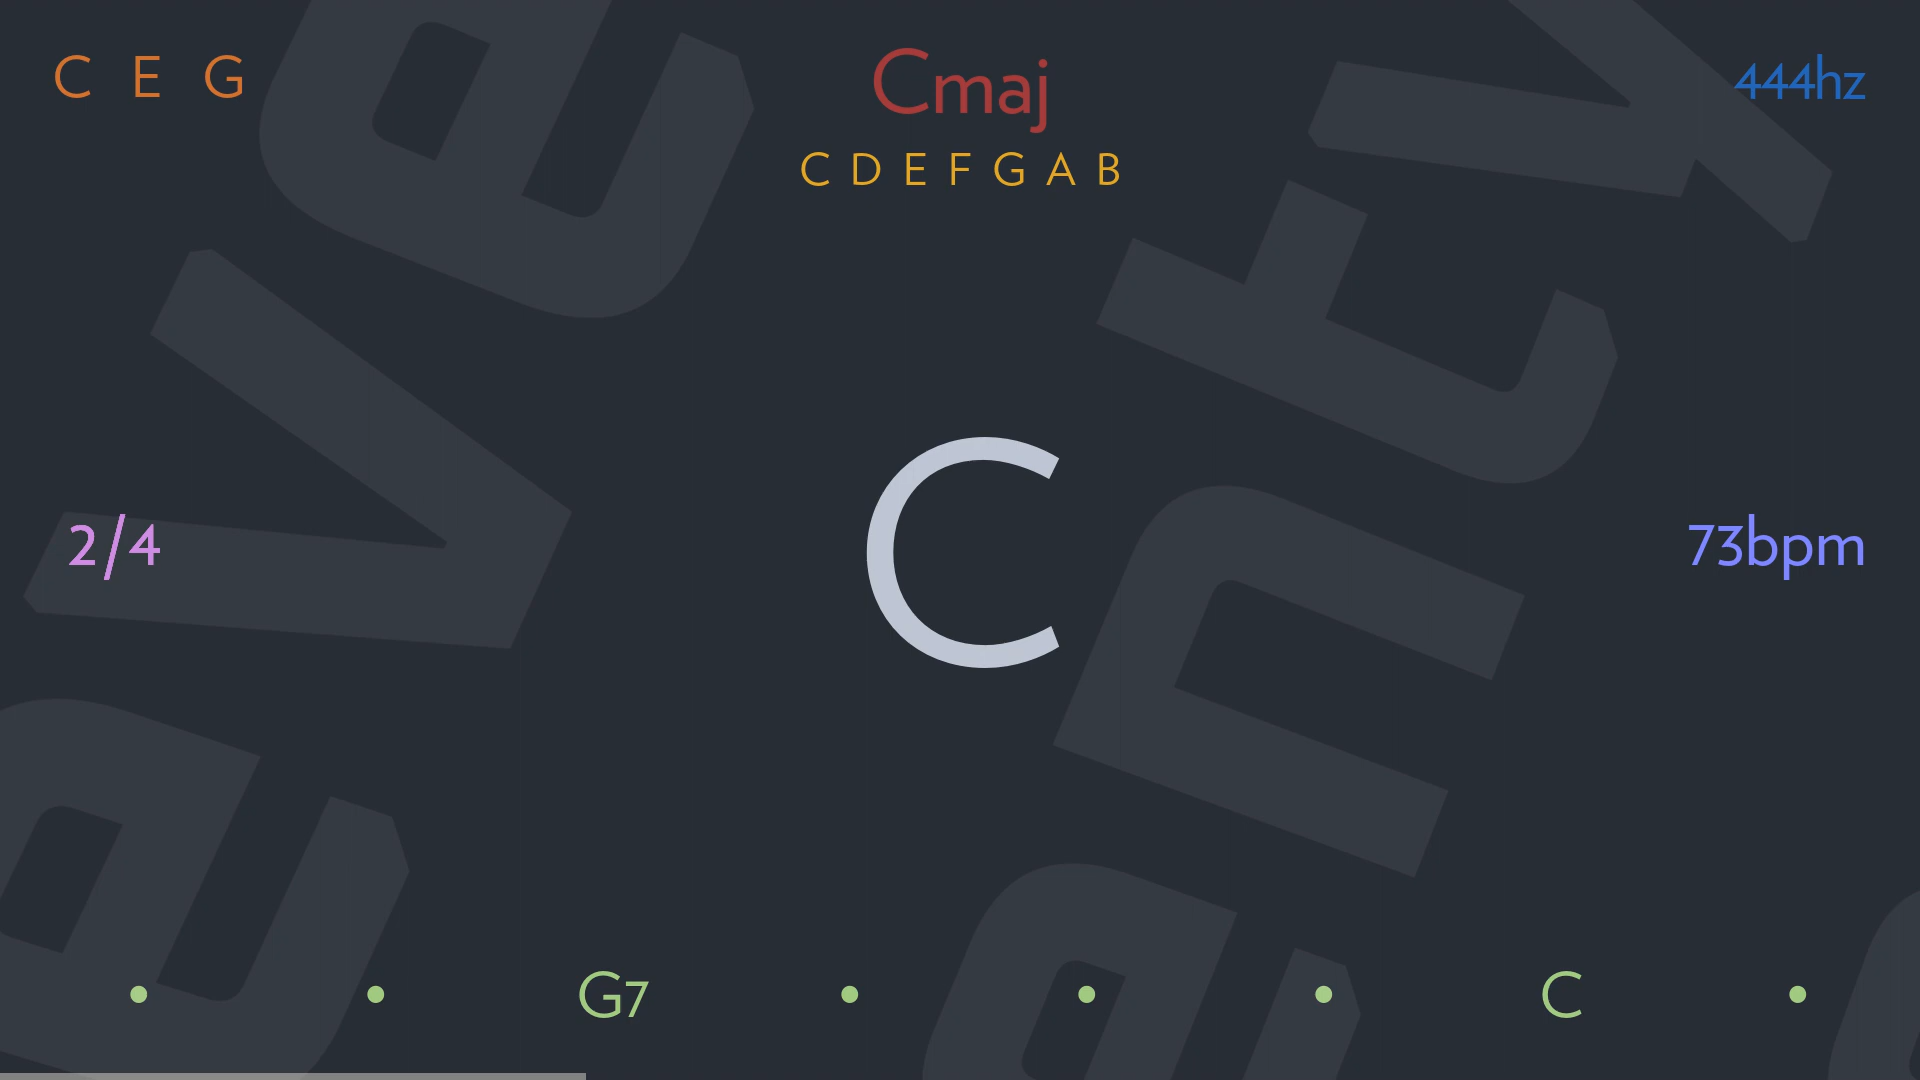 C E G
Cmaj
444hz
C D E F G A B
2/4
C
73bpm
• • G7 • • • C •